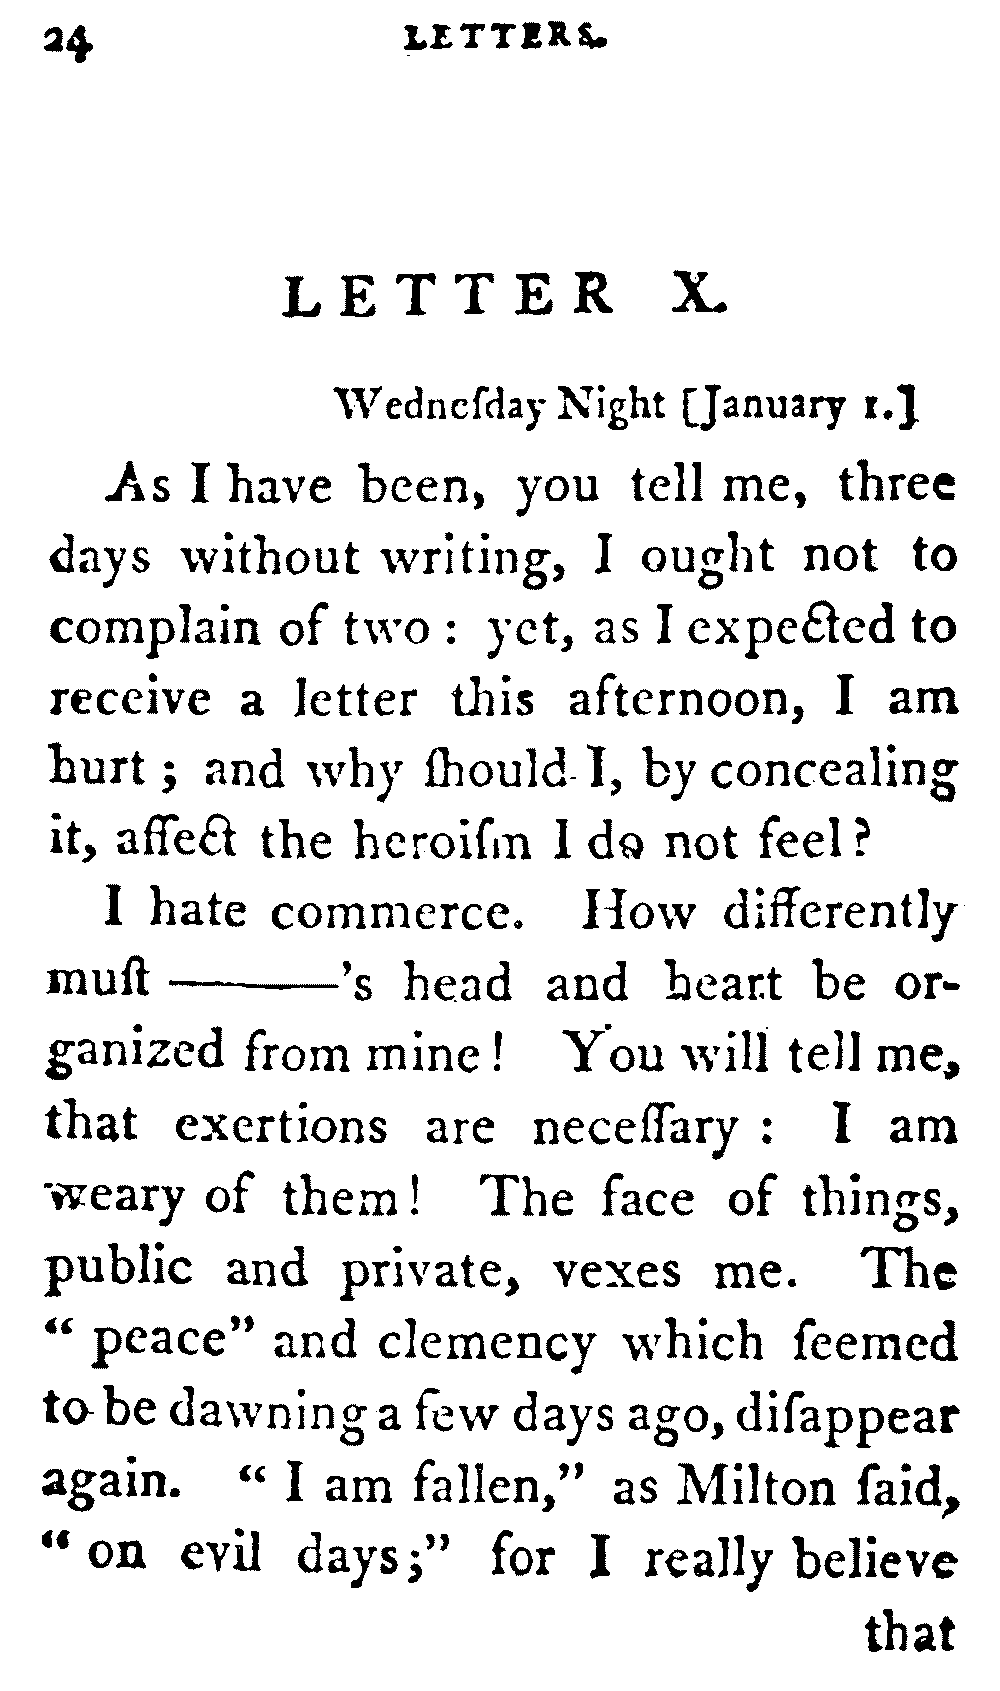 24 LETTERS.
LETTER X.
Wedneſday Night [January 1.]
As I have been, you tell me, three
days without writing, I ought not to
complain of two : yet, as I expected to
receive a letter this afternoon, I am
hurt ; and why ſhould I, by concealing
it, affect the heroiſm I do not feel?
I hate commerce. How differently
muſt ———'s head and heart be or-
ganized from mine! You will tell me,
that exertions are neceſſary : I am
weary of them! The face of things,
public and private, vexes me. The
“ peace” and clemency which ſeemed
to be dawning a few days ago, diſappear
again. “ I am fallen,” as Milton ſaid,
“ on evil days;” for I really believe
that